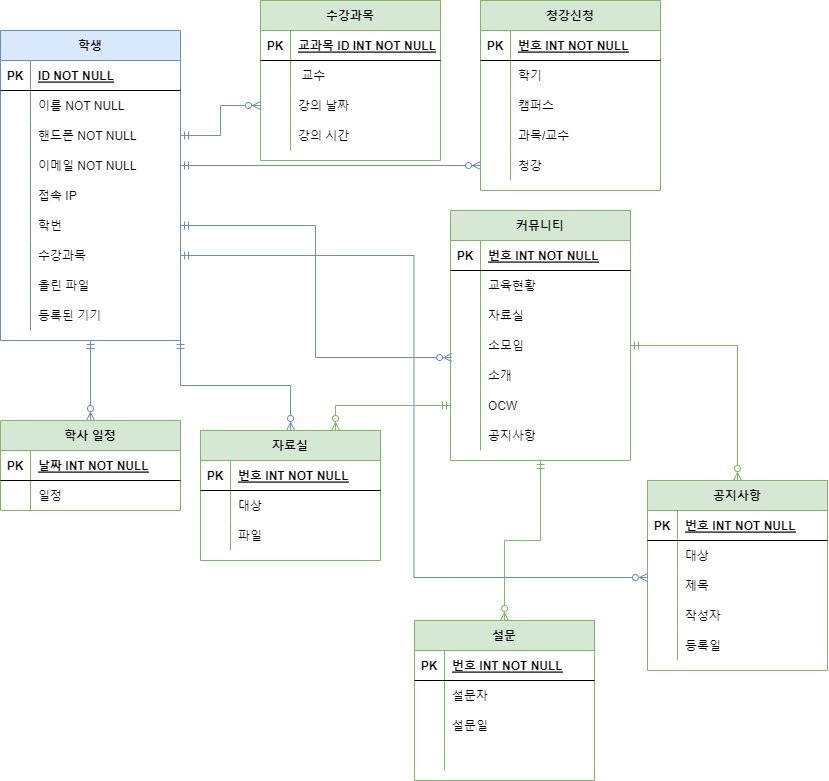 학생
PK ID NOT NULL
이름 NOT NULL
핸드폰 NOT NULL
이메일 NOT NULL
접속 IP
학번
수강과목
올린 파일
등록된 기기
수강과목
PK 교과목 ID INT NOT NULL
교수
강의 날짜
강의 시간
청강신청
PK 번호 INT NOT NULL
학기
캠퍼스
과목/교수
청강
커뮤니티
PK 번호 INT NOT NULL
교육현황
자료실
소모임
소개
OCW
공지사항
학사 일정
PK 날짜 INT NOT NULL
일정
자료실
PK 번호 INT NOT NULL
대상
파일
공지사항
PK 번호 INT NOT NULL
대상
제목
작성자
등록일
설문
PK 번호 INT NOT NULL
설문자
설문일